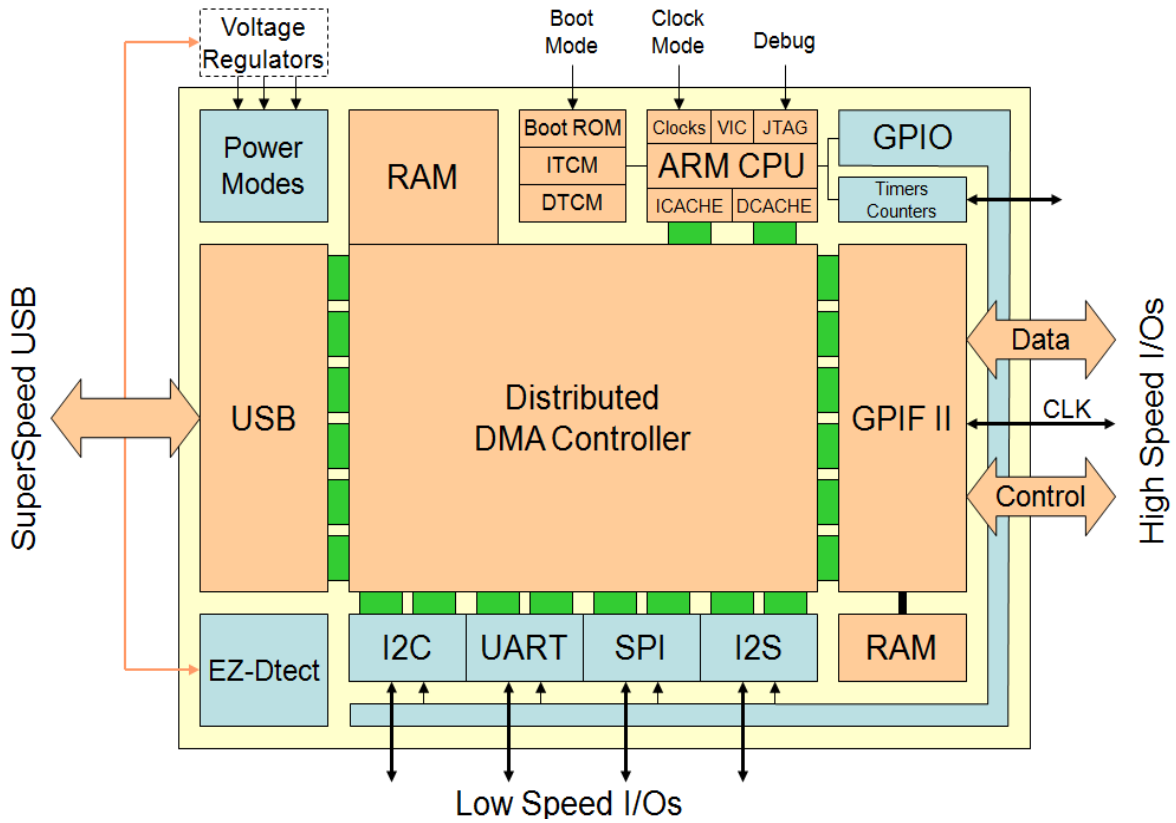 Voltage
Regulators
Boot
Mode
Clock
Mode
Debug
Power
Modes
RAM
Boot ROM
ITCM
DTCM
Clocks
VIC
JTAG
ARM CPU
ICACHE
DCACHE
GPIO
Timers
Counters
SuperSpeed USB
USB
Distributed
DMA Controller
GPIF II
Data
CLK
Control
High Speed I/Os
EZ-Dtect
I2C
UART
SPI
I2S
RAM
Low Speed I/Os